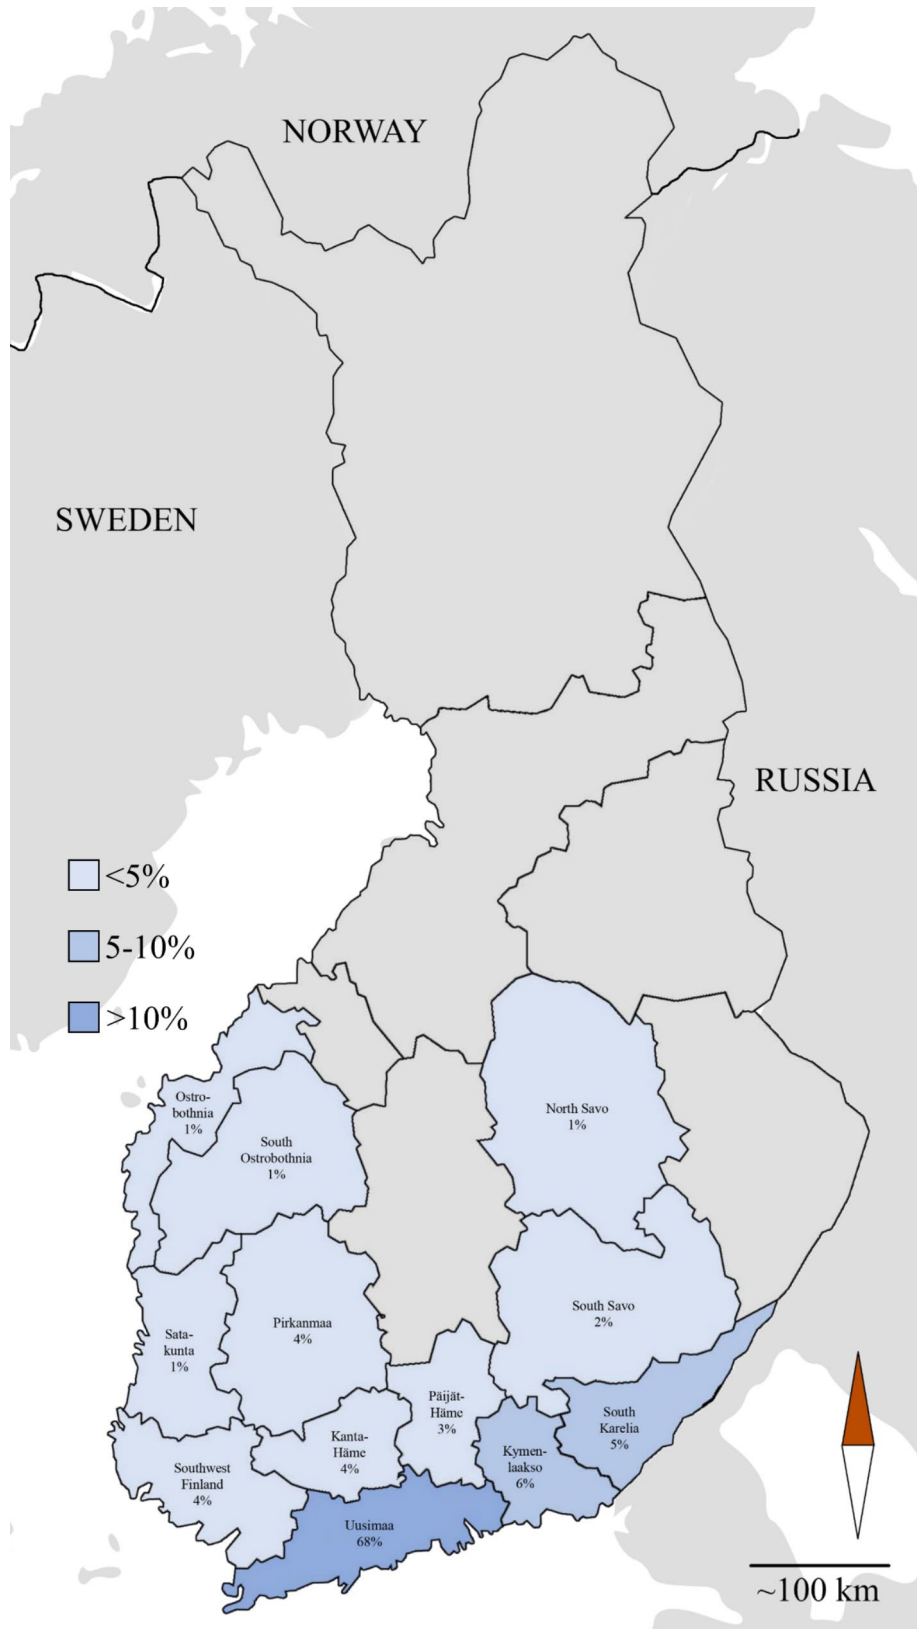 NORWAY
SWEDEN
RUSSIA
<5%
5-10%
>10%
Ostro-
bothnia
1%
South
Ostrobothnia
1%
North Savo
1%
Sata-
kunta
1%
Pirkanmaa
4%
South Savo
2%
Päijät-
Häme
3%
South
Karelia
5%
Kanta-
Häme
4%
Kymen-
laakso
6%
Southwest
Finland
4%
Uusimaa
68%
~100 km